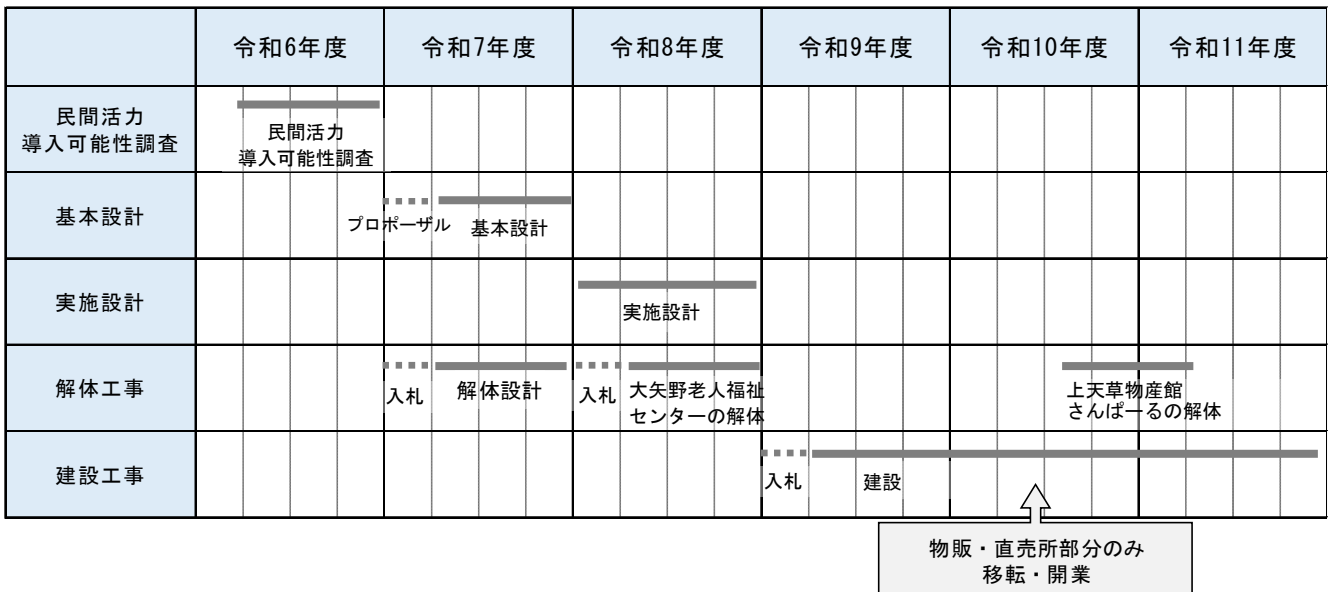 令和6年度
令和7年度
令和8年度
令和9年度
令和10年度
令和11年度
民間活力
導入可能性調査
民間活力
導入可能性調査
基本設計
プロポーザル
基本設計
実施設計
実施設計
解体工事
入札
解体設計
入札
大矢野老人福祉
センターの解体
上天草物産館
さんぱーるの解体
建設工事
入札
建設
物販・直売所部分のみ
移転・開業